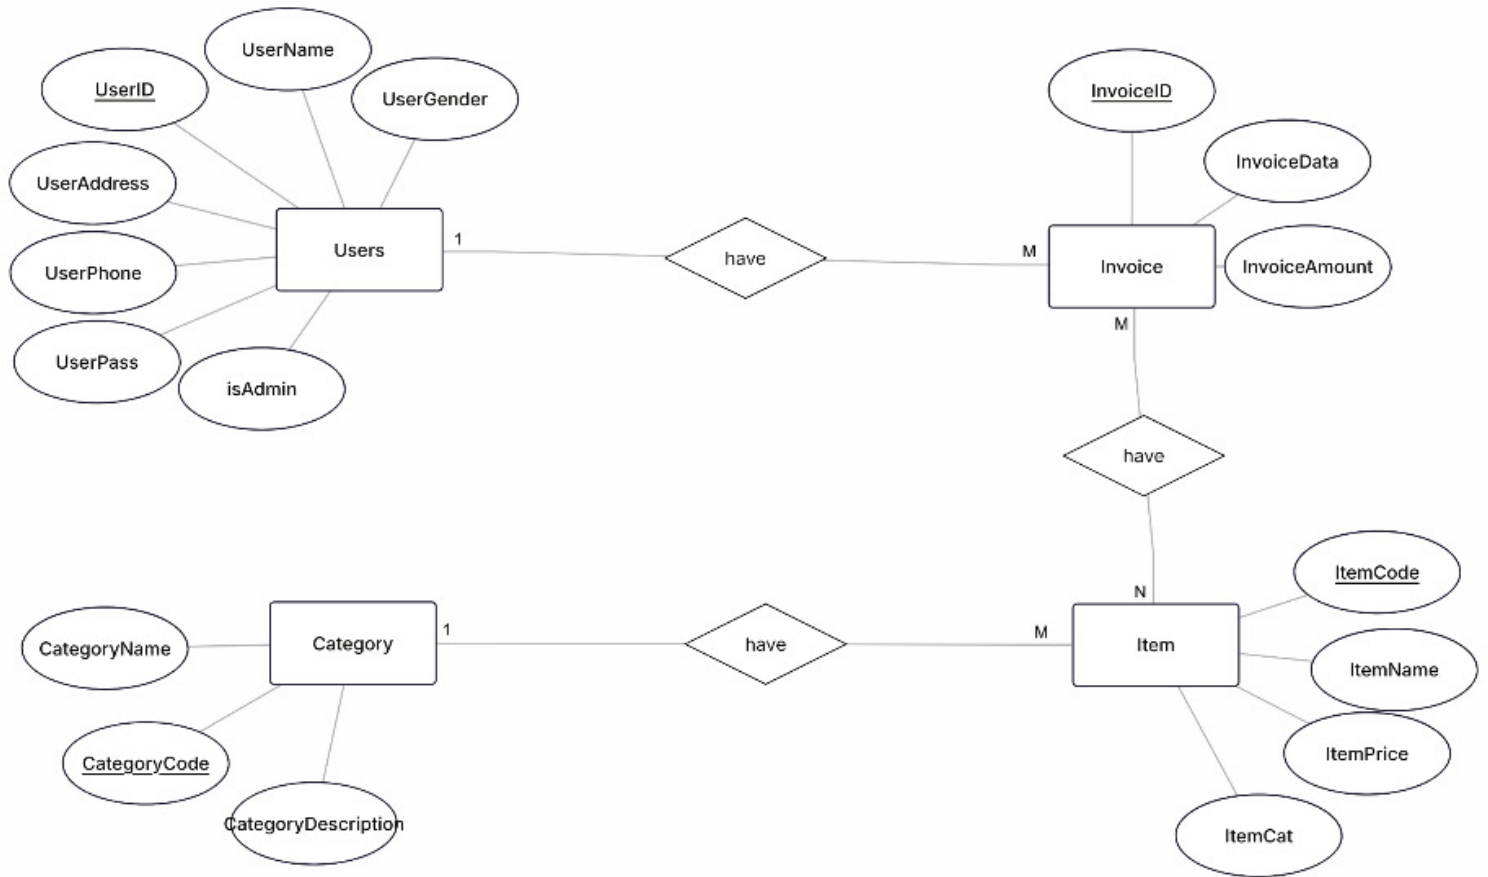 UserName
UserID
UserGender
InvoiceID
InvoiceData
UserAddress
Users
1
have
M
Invoice
InvoiceAmount
UserPhone
M
UserPass
isAdmin
have
N
ItemCode
CategoryName
Category
1
have
M
Item
ItemName
CategoryCode
ItemPrice
CategoryDescription
ItemCat